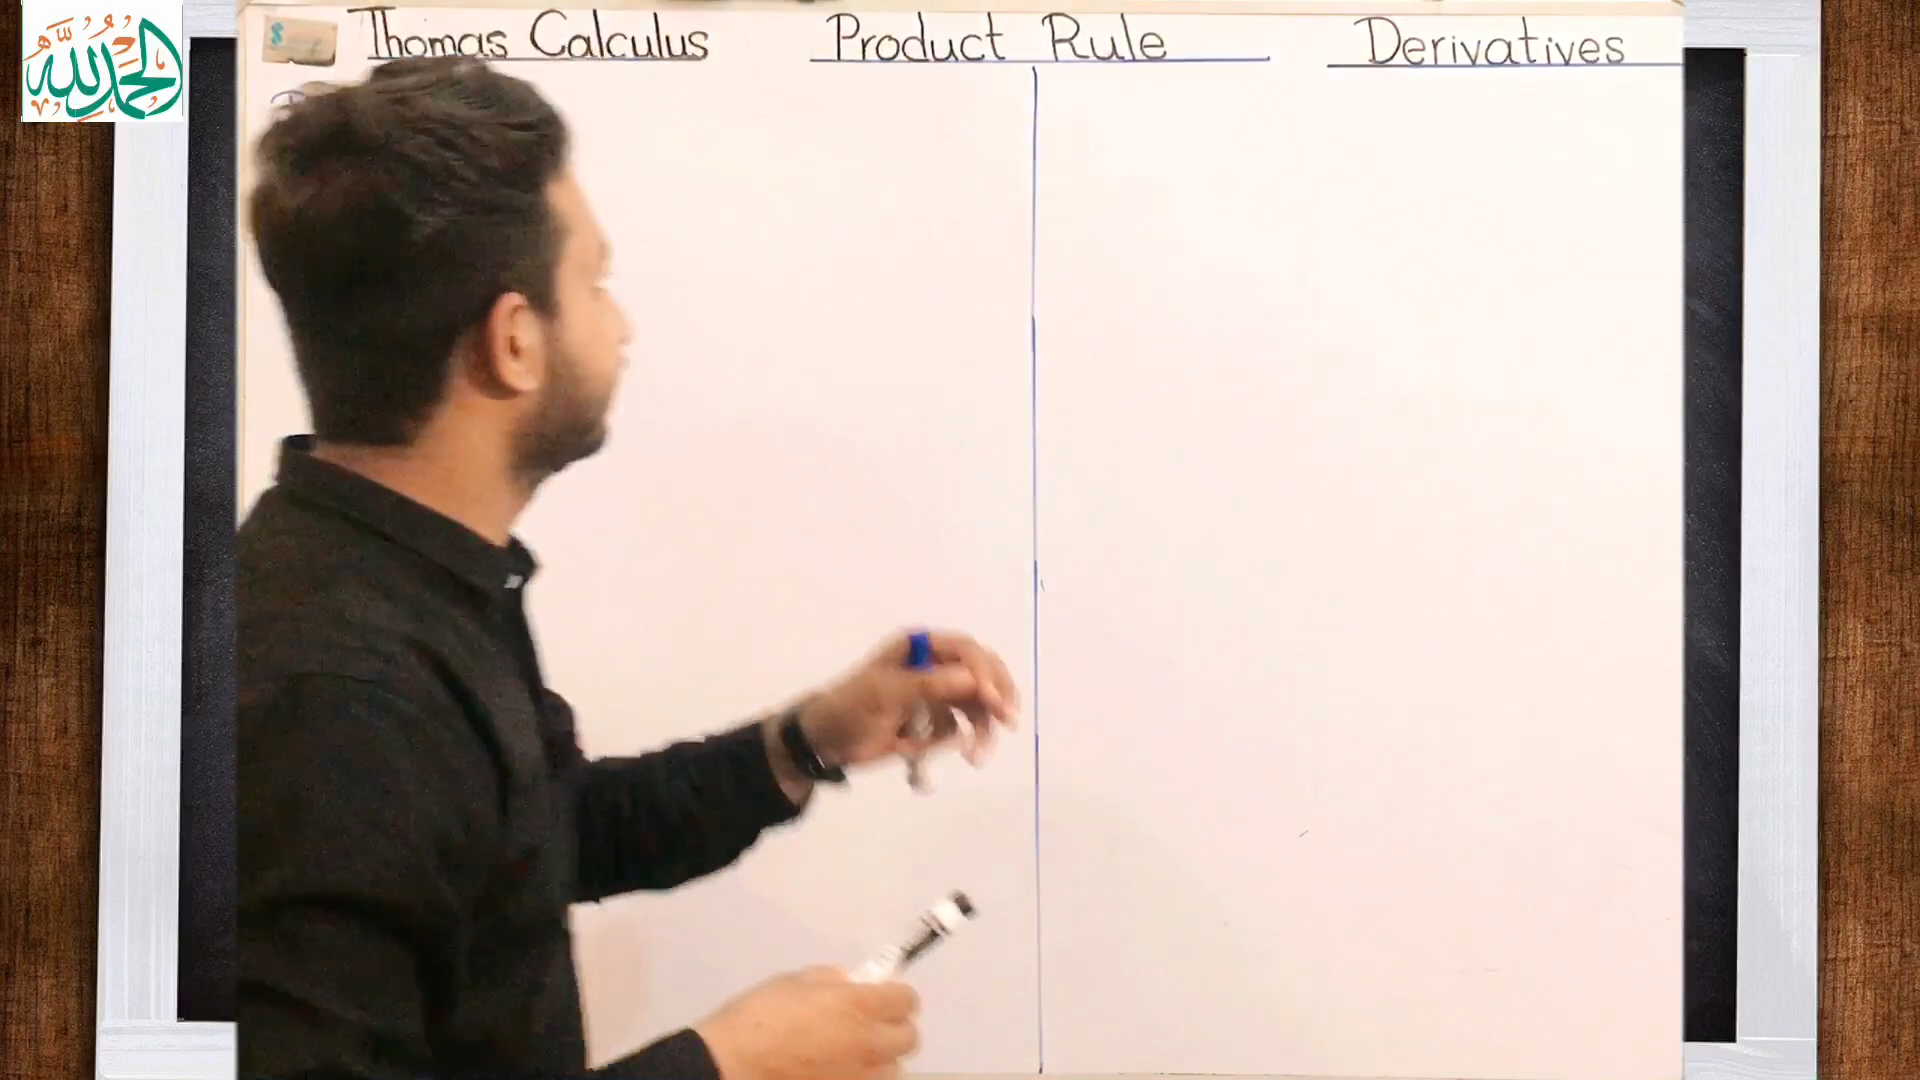 الحمد لله
Thomas Calculus Product Rule Derivatives